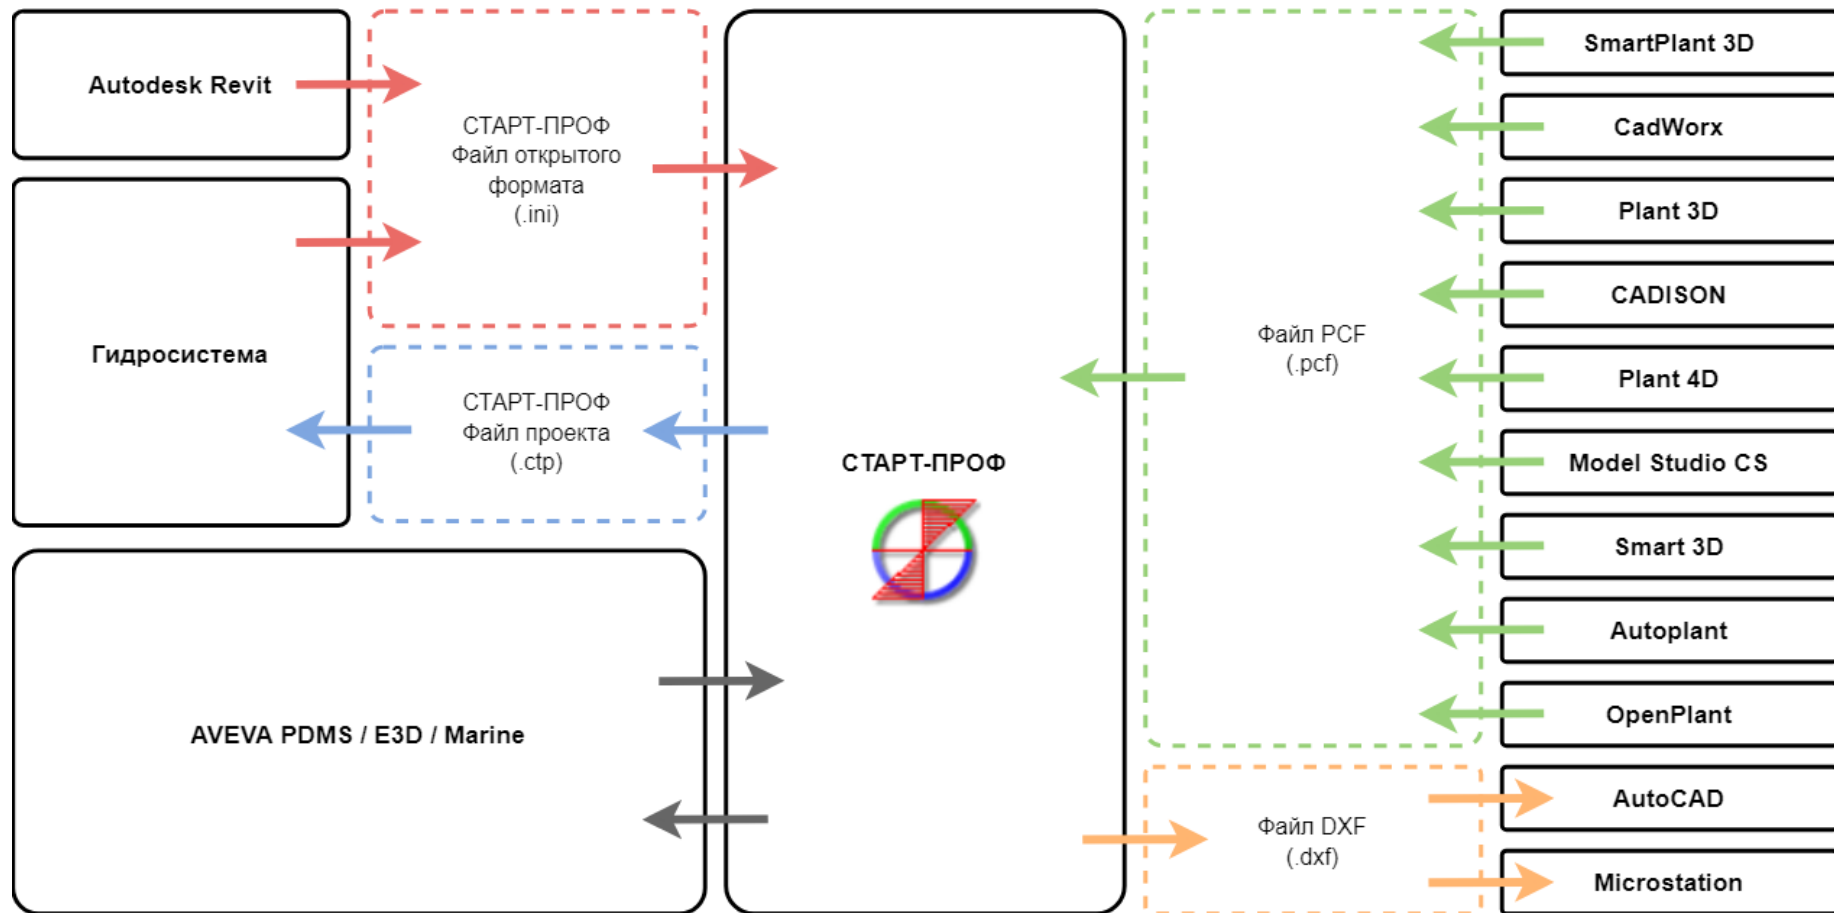 Autodesk Revit
Гидросистема
СТАРТ-ПРОФ
Файл открытого
формата
(.ini)
СТАРТ-ПРОФ
Файл проекта
(.ctp)
AVEVA PDMS / E3D / Marine
СТАРТ-ПРОФ
Файл PCF
(.pcf)
Файл DXF
(.dxf)
SmartPlant 3D
CadWorx
Plant 3D
CADISON
Plant 4D
Model Studio CS
Smart 3D
Autoplant
OpenPlant
AutoCAD
Microstation